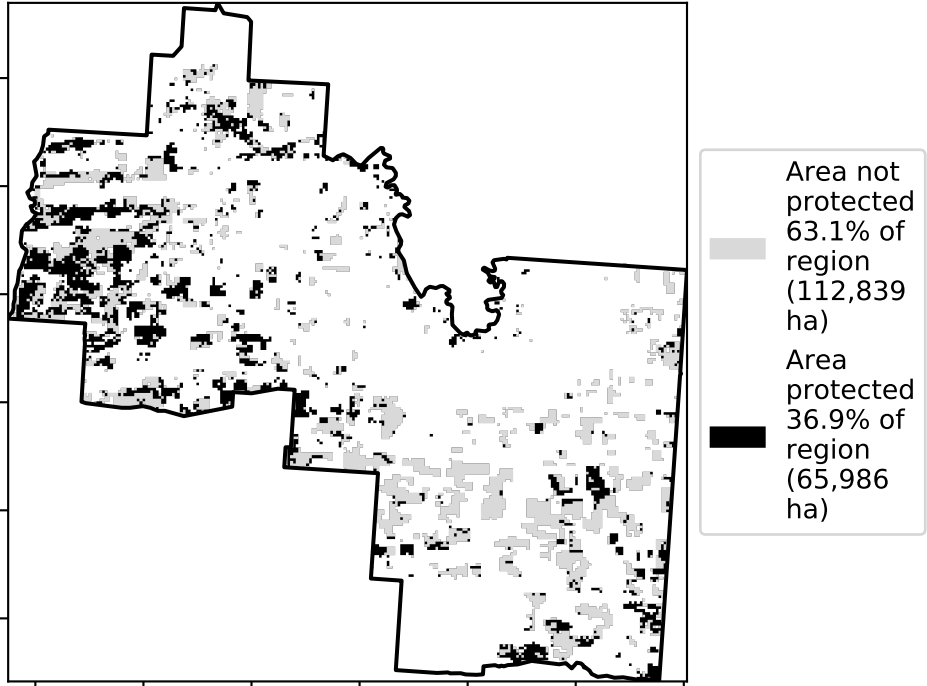 Area not
protected
63.1% of
region
(112,839
ha)
Area
protected
36.9% of
region
(65,986
ha)